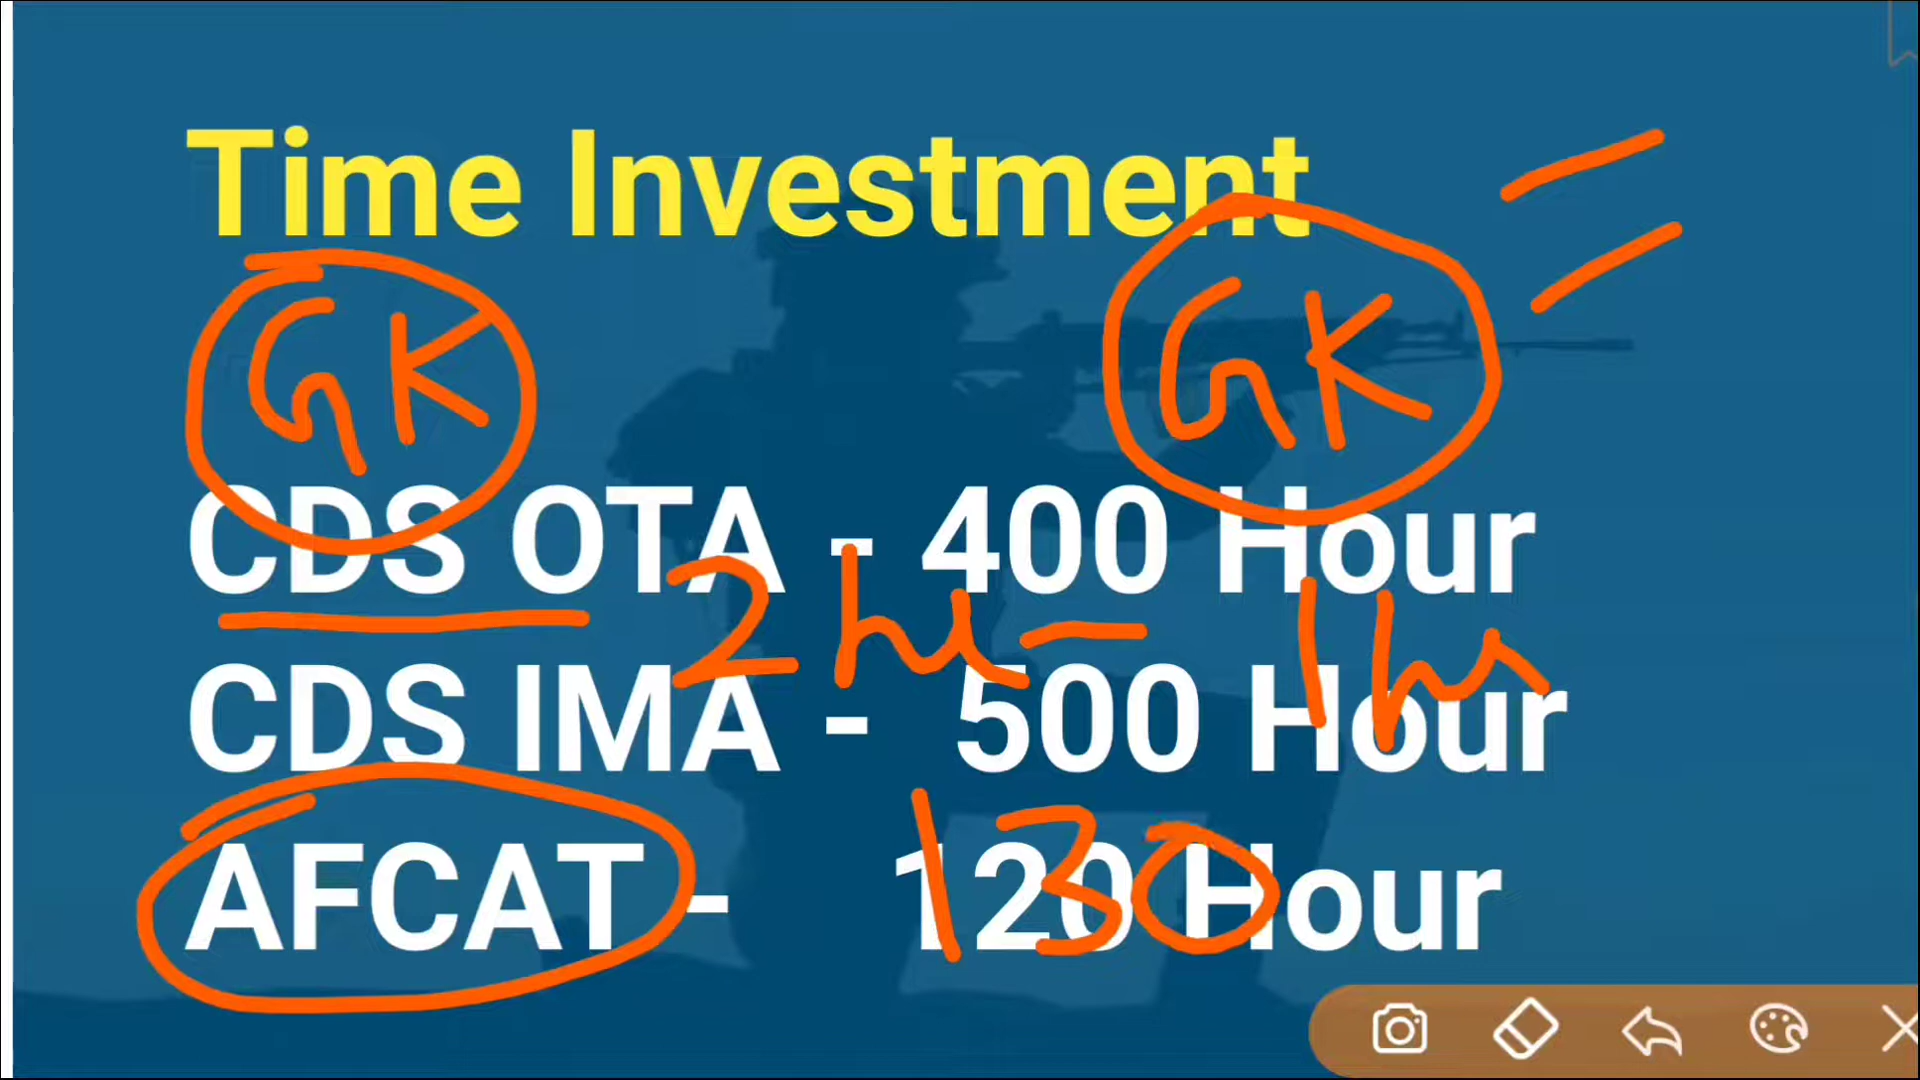 Time Investment
GK GK
CDS OTA - 400 Hour
2 hr 1 hr
CDS IMA - 500 Hour
130
AFCAT - 120 Hour